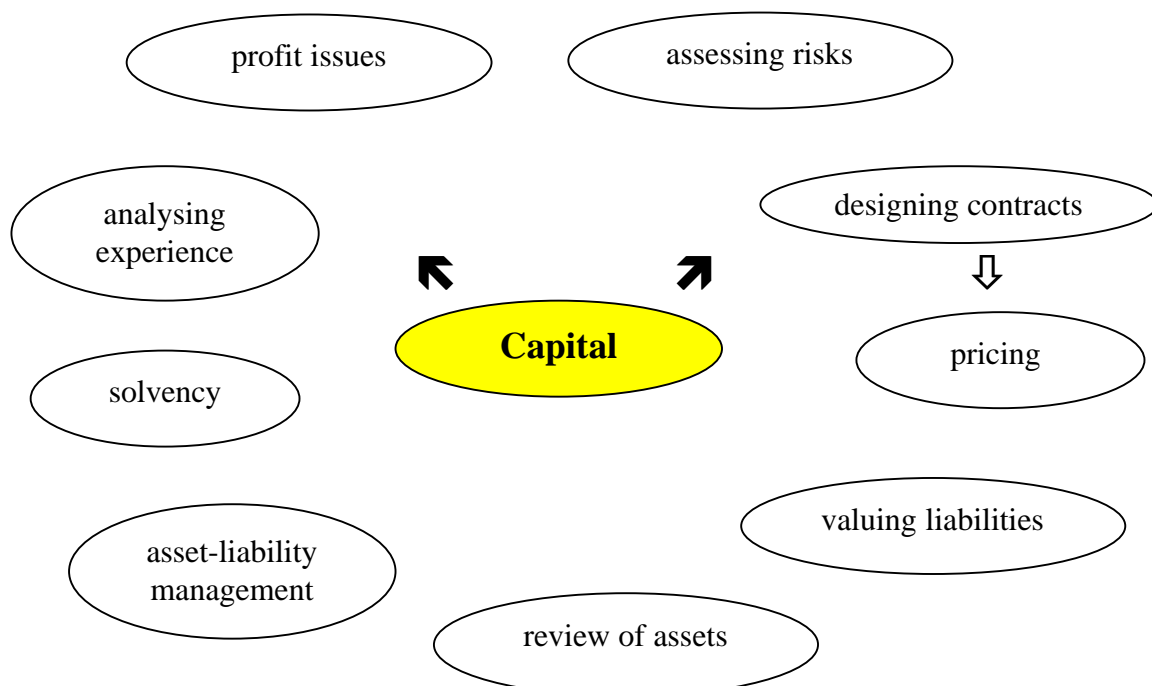 profit issues
assessing risks
analysing
experience
designing contracts
Capital
pricing
solvency
valuing liabilities
asset-liability
management
review of assets